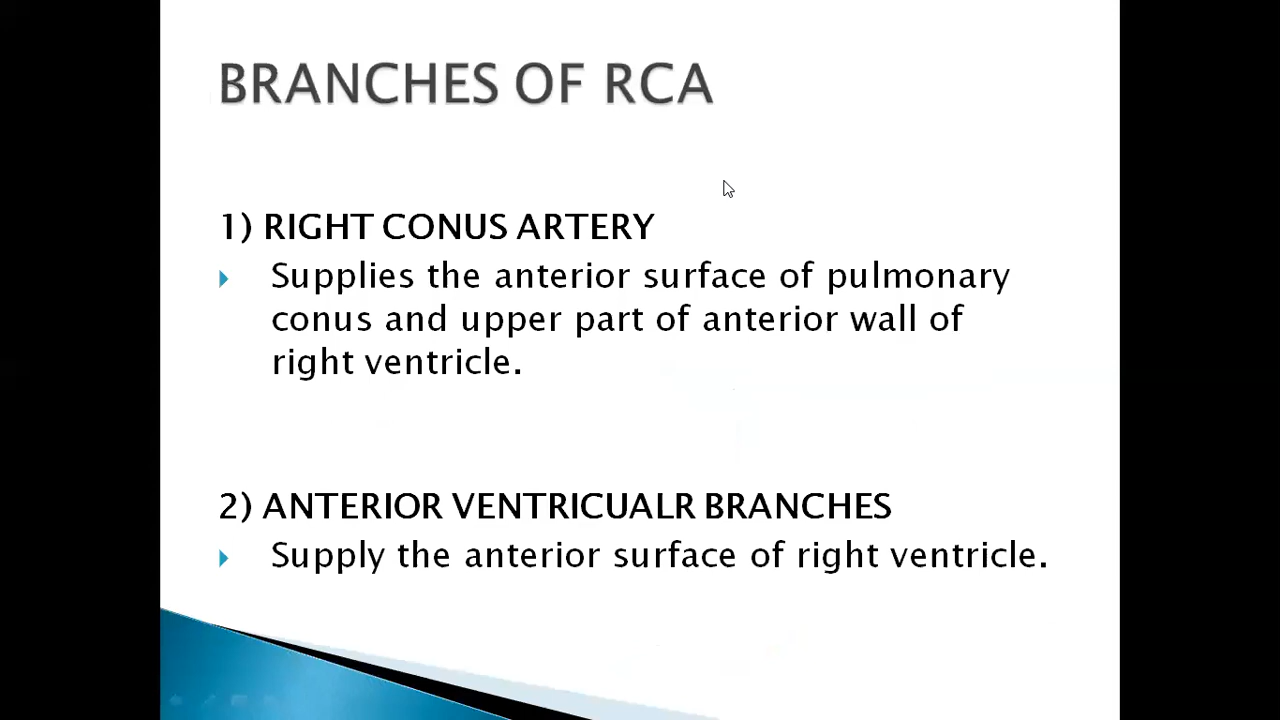 BRANCHES OF RCA
1) RIGHT CONUS ARTERY
Supplies the anterior surface of pulmonary
conus and upper part of anterior wall of
right ventricle.
2) ANTERIOR VENTRICUALR BRANCHES
Supply the anterior surface of right ventricle.